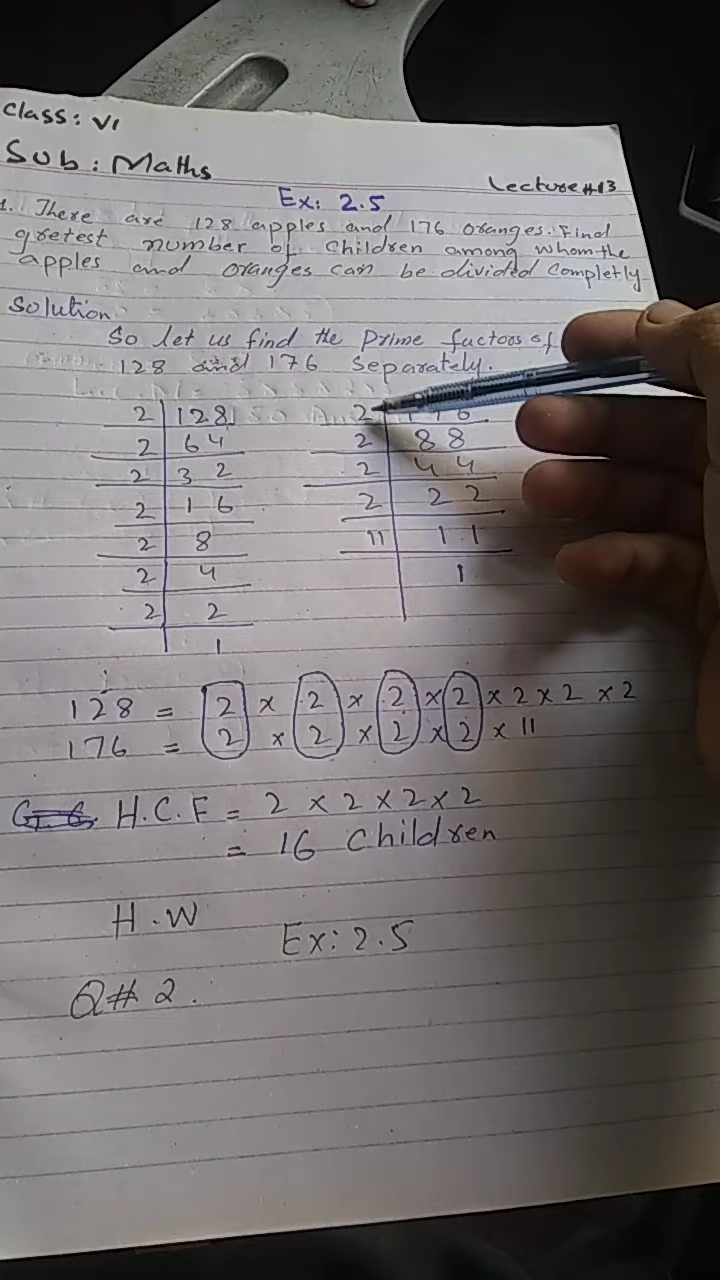 Class: VI
Sub: Maths
Lecture#13
Ex: 2.5
1. There are 128 apples and 176 oranges. Find
gretest number of children among whom the
apples and oranges can be divided completly
Solution
So let us find the Prime factors of
128 and 176 Separately.
2 | 128
2 | 64
2 | 32
2 | 16
2 | 8
2 | 4
2 | 2
1
2 | 176
2 | 88
2 | 44
2 | 22
11 | 11
1
128 = 2 x 2 x 2 x 2 x 2 x 2 x 2
176 = 2 x 2 x 2 x 2 x 11
H.C.F = 2 x 2 x 2 x 2
= 16 Children
H.W
Ex: 2.5
Q# 2.